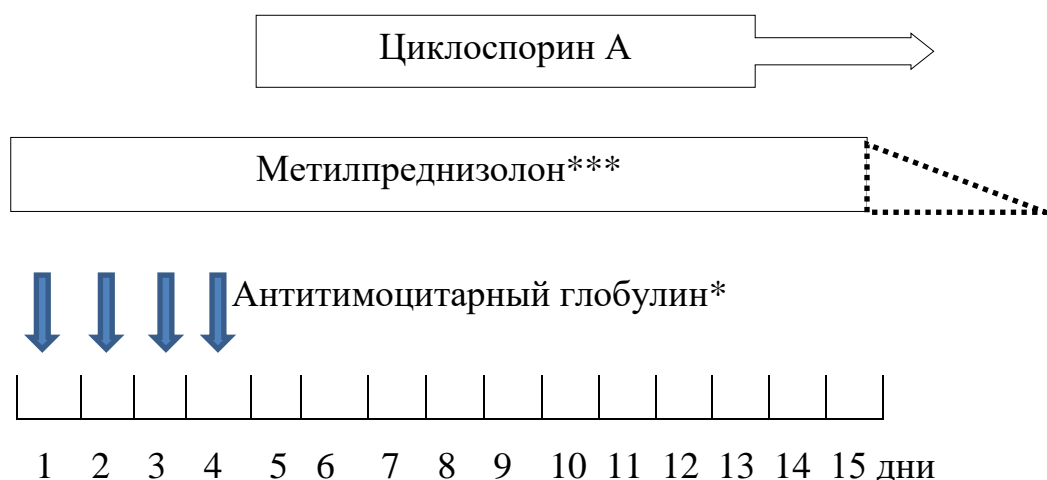 Циклоспорин А
Метилпреднизолон***
Антитимоцитарный глобулин*
1 2 3 4 5 6 7 8 9 10 11 12 13 14 15 дни